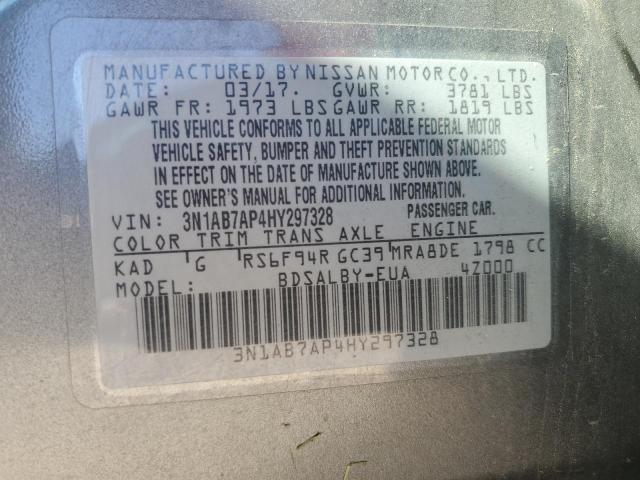 MANUFACTURED BY NISSAN MOTOR CO., LTD.
DATE: 03/17. GVWR: 3781 LBS
GAWR FR: 1973 LBS GAWR RR: 1819 LBS
THIS VEHICLE CONFORMS TO ALL APPLICABLE FEDERAL MOTOR
VEHICLE SAFETY, BUMPER AND THEFT PREVENTION STANDARDS
IN EFFECT ON THE DATE OF MANUFACTURE SHOWN ABOVE.
SEE OWNER'S MANUAL FOR ADDITIONAL INFORMATION.
VIN: 3N1AB7AP4HY297328 PASSENGER CAR.
COLOR TRIM TRANS AXLE ENGINE
KAD G RS6F94R GC39 MRA8DE 1798 CC
MODEL: BDSALBY-EUA 4Z000
3N1AB7AP4HY297328